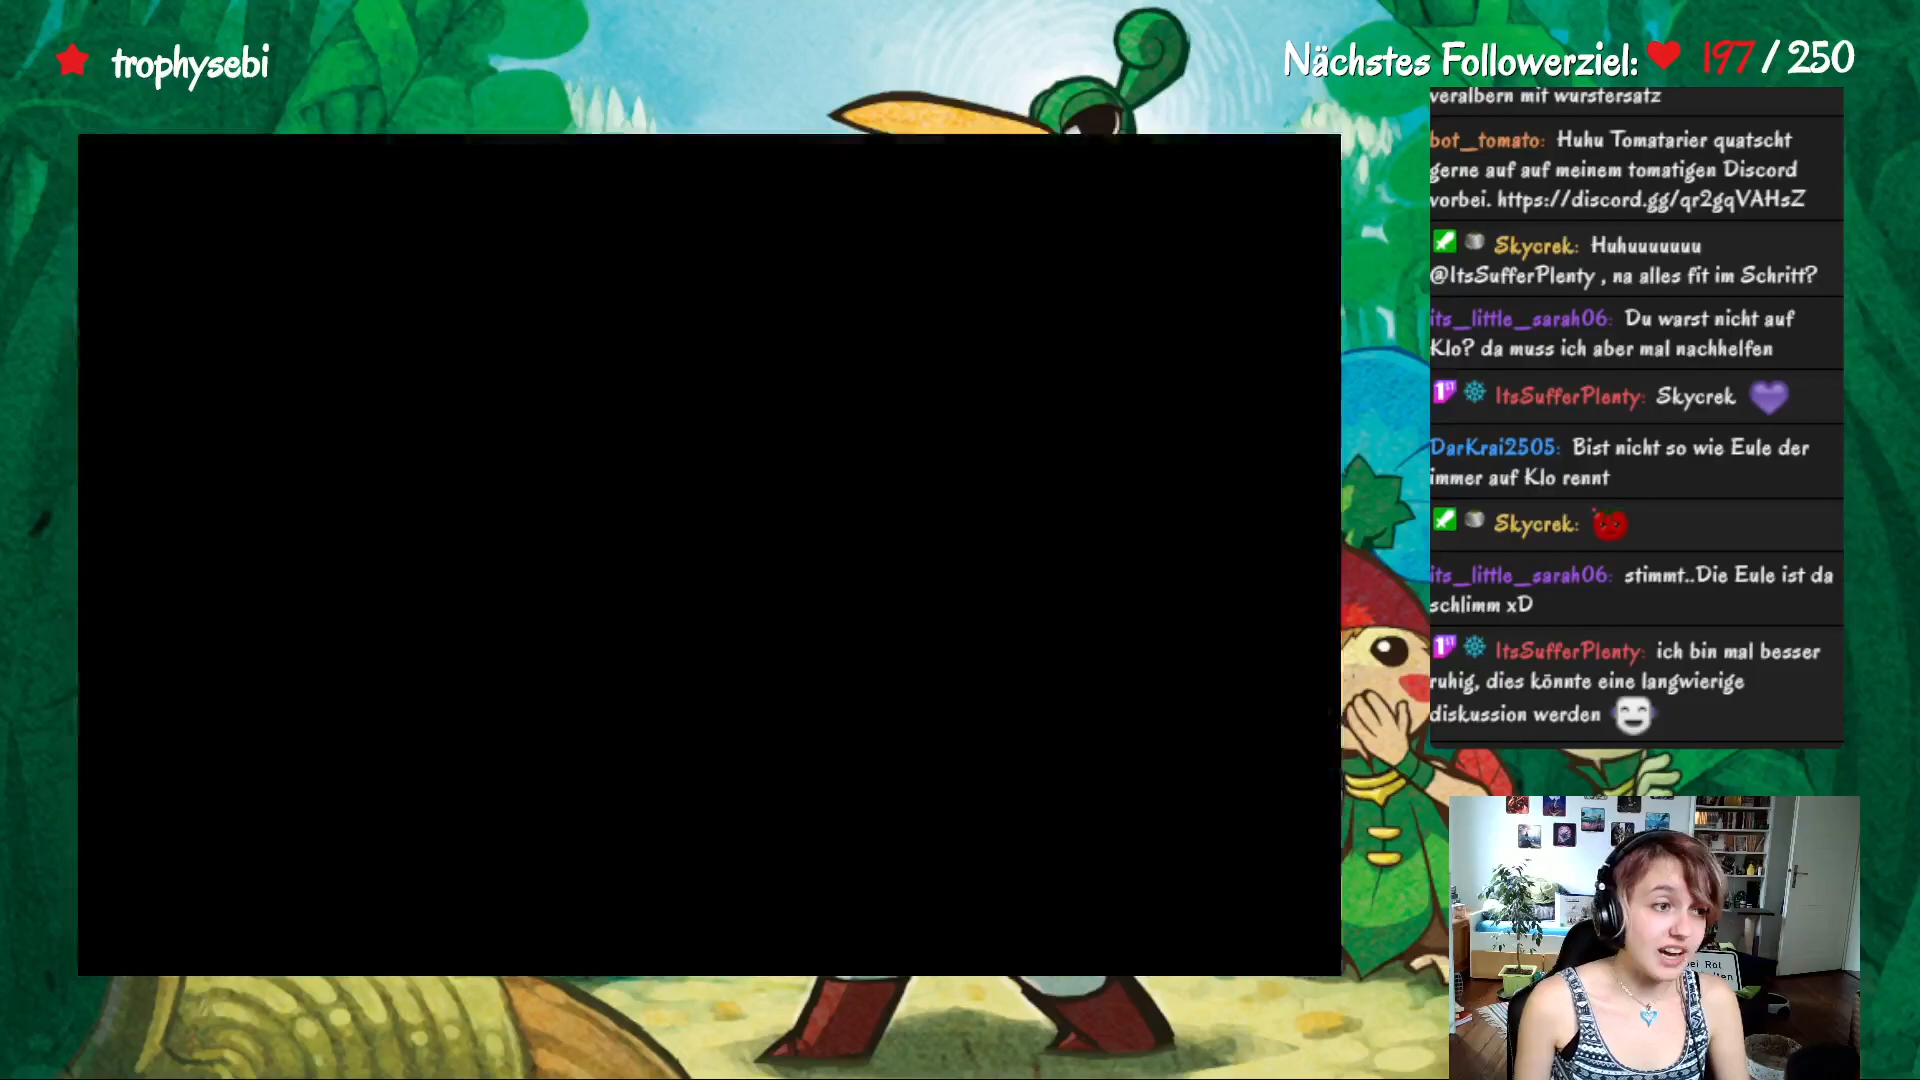 trophysebi
Nächstes Followerziel: 197 / 250
veralbern mit wurstersatz
bot_tomato: Huhu Tomatarier quatscht
gerne auf auf meinem tomatigen Discord
vorbei. https://discord.gg/qr2gqVAHsZ
Skycrek: Huhuuuuuuu
@ItsSufferPlenty , na alles fit im Schritt?
its_little_sarah06: Du warst nicht auf
Klo? da muss ich aber mal nachhelfen
1ST ItsSufferPlenty: Skycrek
DarKrai2505: Bist nicht so wie Eule der
immer auf Klo rennt
Skycrek:
its_little_sarah06: stimmt..Die Eule ist da
schlimm xD
1ST ItsSufferPlenty: ich bin mal besser
ruhig, dies könnte eine langwierige
diskussion werden
bei Rot